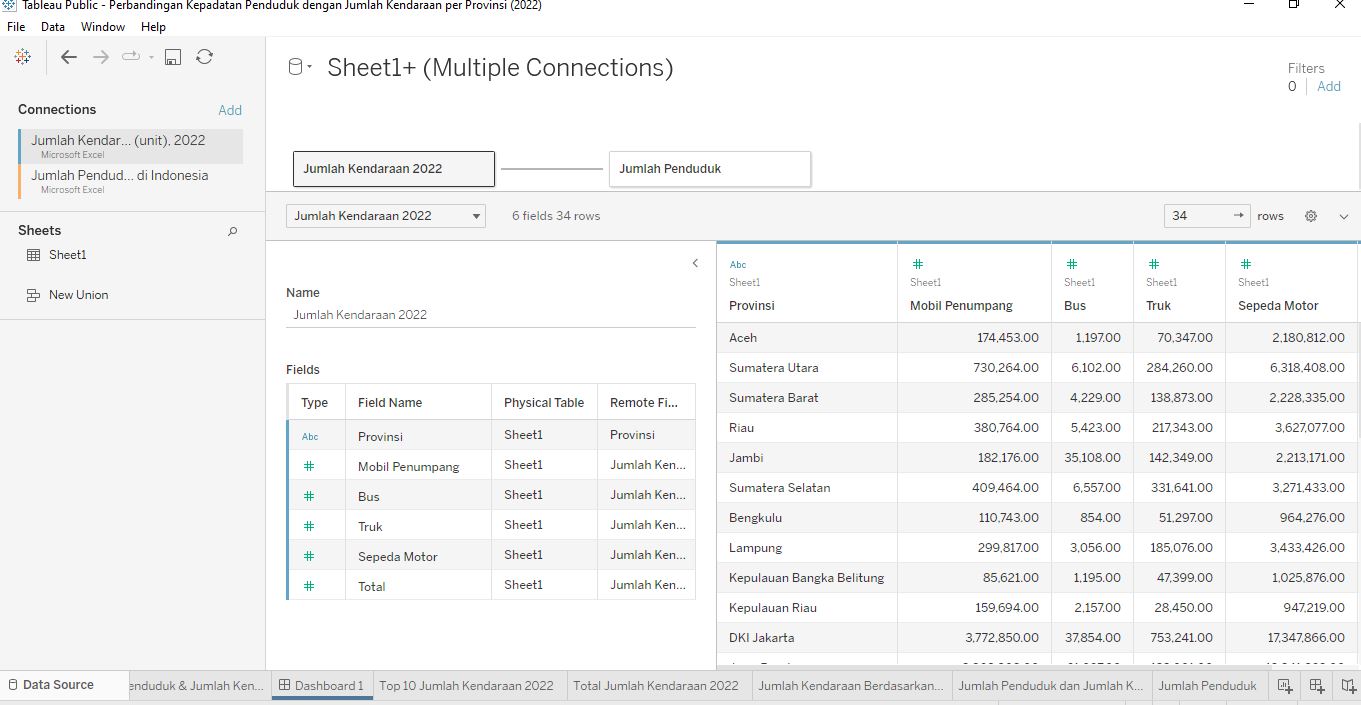 Tableau Public - Perbandingan Kepadatan Penduduk dengan Jumlah Kendaraan per Provinsi (2022)
File Data Window Help
Sheet1+ (Multiple Connections)
Filters
0 Add
Connections Add
Jumlah Kendar... (unit), 2022
Microsoft Excel
Jumlah Pendud... di Indonesia
Microsoft Excel
Sheets
Sheet1
New Union
Jumlah Kendaraan 2022 Jumlah Penduduk
Jumlah Kendaraan 2022 6 fields 34 rows 34 rows
Name
Jumlah Kendaraan 2022
Fields
Type Field Name Physical Table Remote Fi...
Abc Provinsi Sheet1 Provinsi
# Mobil Penumpang Sheet1 Jumlah Ken...
# Bus Sheet1 Jumlah Ken...
# Truk Sheet1 Jumlah Ken...
# Sepeda Motor Sheet1 Jumlah Ken...
# Total Sheet1 Jumlah Ken...
Abc # # # #
Sheet1 Sheet1 Sheet1 Sheet1 Sheet1
Provinsi Mobil Penumpang Bus Truk Sepeda Motor
Aceh 174,453.00 1,197.00 70,347.00 2,180,812.00
Sumatera Utara 730,264.00 6,102.00 284,260.00 6,318,408.00
Sumatera Barat 285,254.00 4,229.00 138,873.00 2,228,335.00
Riau 380,764.00 5,423.00 217,343.00 3,627,077.00
Jambi 182,176.00 35,108.00 142,349.00 2,213,171.00
Sumatera Selatan 409,464.00 6,557.00 331,641.00 3,271,433.00
Bengkulu 110,743.00 854.00 51,297.00 964,276.00
Lampung 299,817.00 3,056.00 185,076.00 3,433,426.00
Kepulauan Bangka Belitung 85,621.00 1,195.00 47,399.00 1,025,876.00
Kepulauan Riau 159,694.00 2,157.00 28,450.00 947,219.00
DKI Jakarta 3,772,850.00 37,854.00 753,241.00 17,347,866.00
Data Source enduduk & Jumlah Ken... Dashboard 1 Top 10 Jumlah Kendaraan 2022 Total Jumlah Kendaraan 2022 Jumlah Kendaraan Berdasarkan... Jumlah Penduduk dan Jumlah K... Jumlah Penduduk